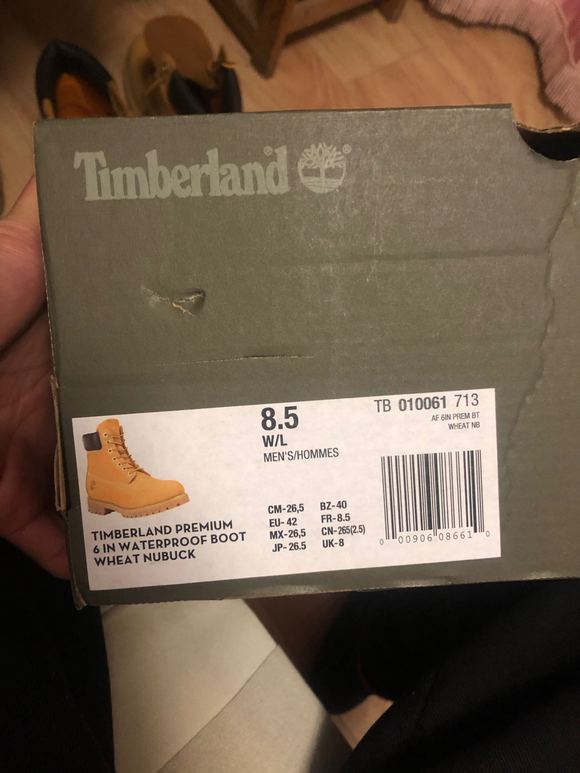 Timberland®
8.5
W/L
MEN'S/HOMMES
TB 010061 713
AF 6IN PREM BT
WHEAT NB
TIMBERLAND PREMIUM
6 IN WATERPROOF BOOT
WHEAT NUBUCK
CM-26,5 BZ-40
EU- 42 FR-8.5
MX-26,5 CN-265(2.5)
JP- 26.5 UK-8
0 00906 08661 0